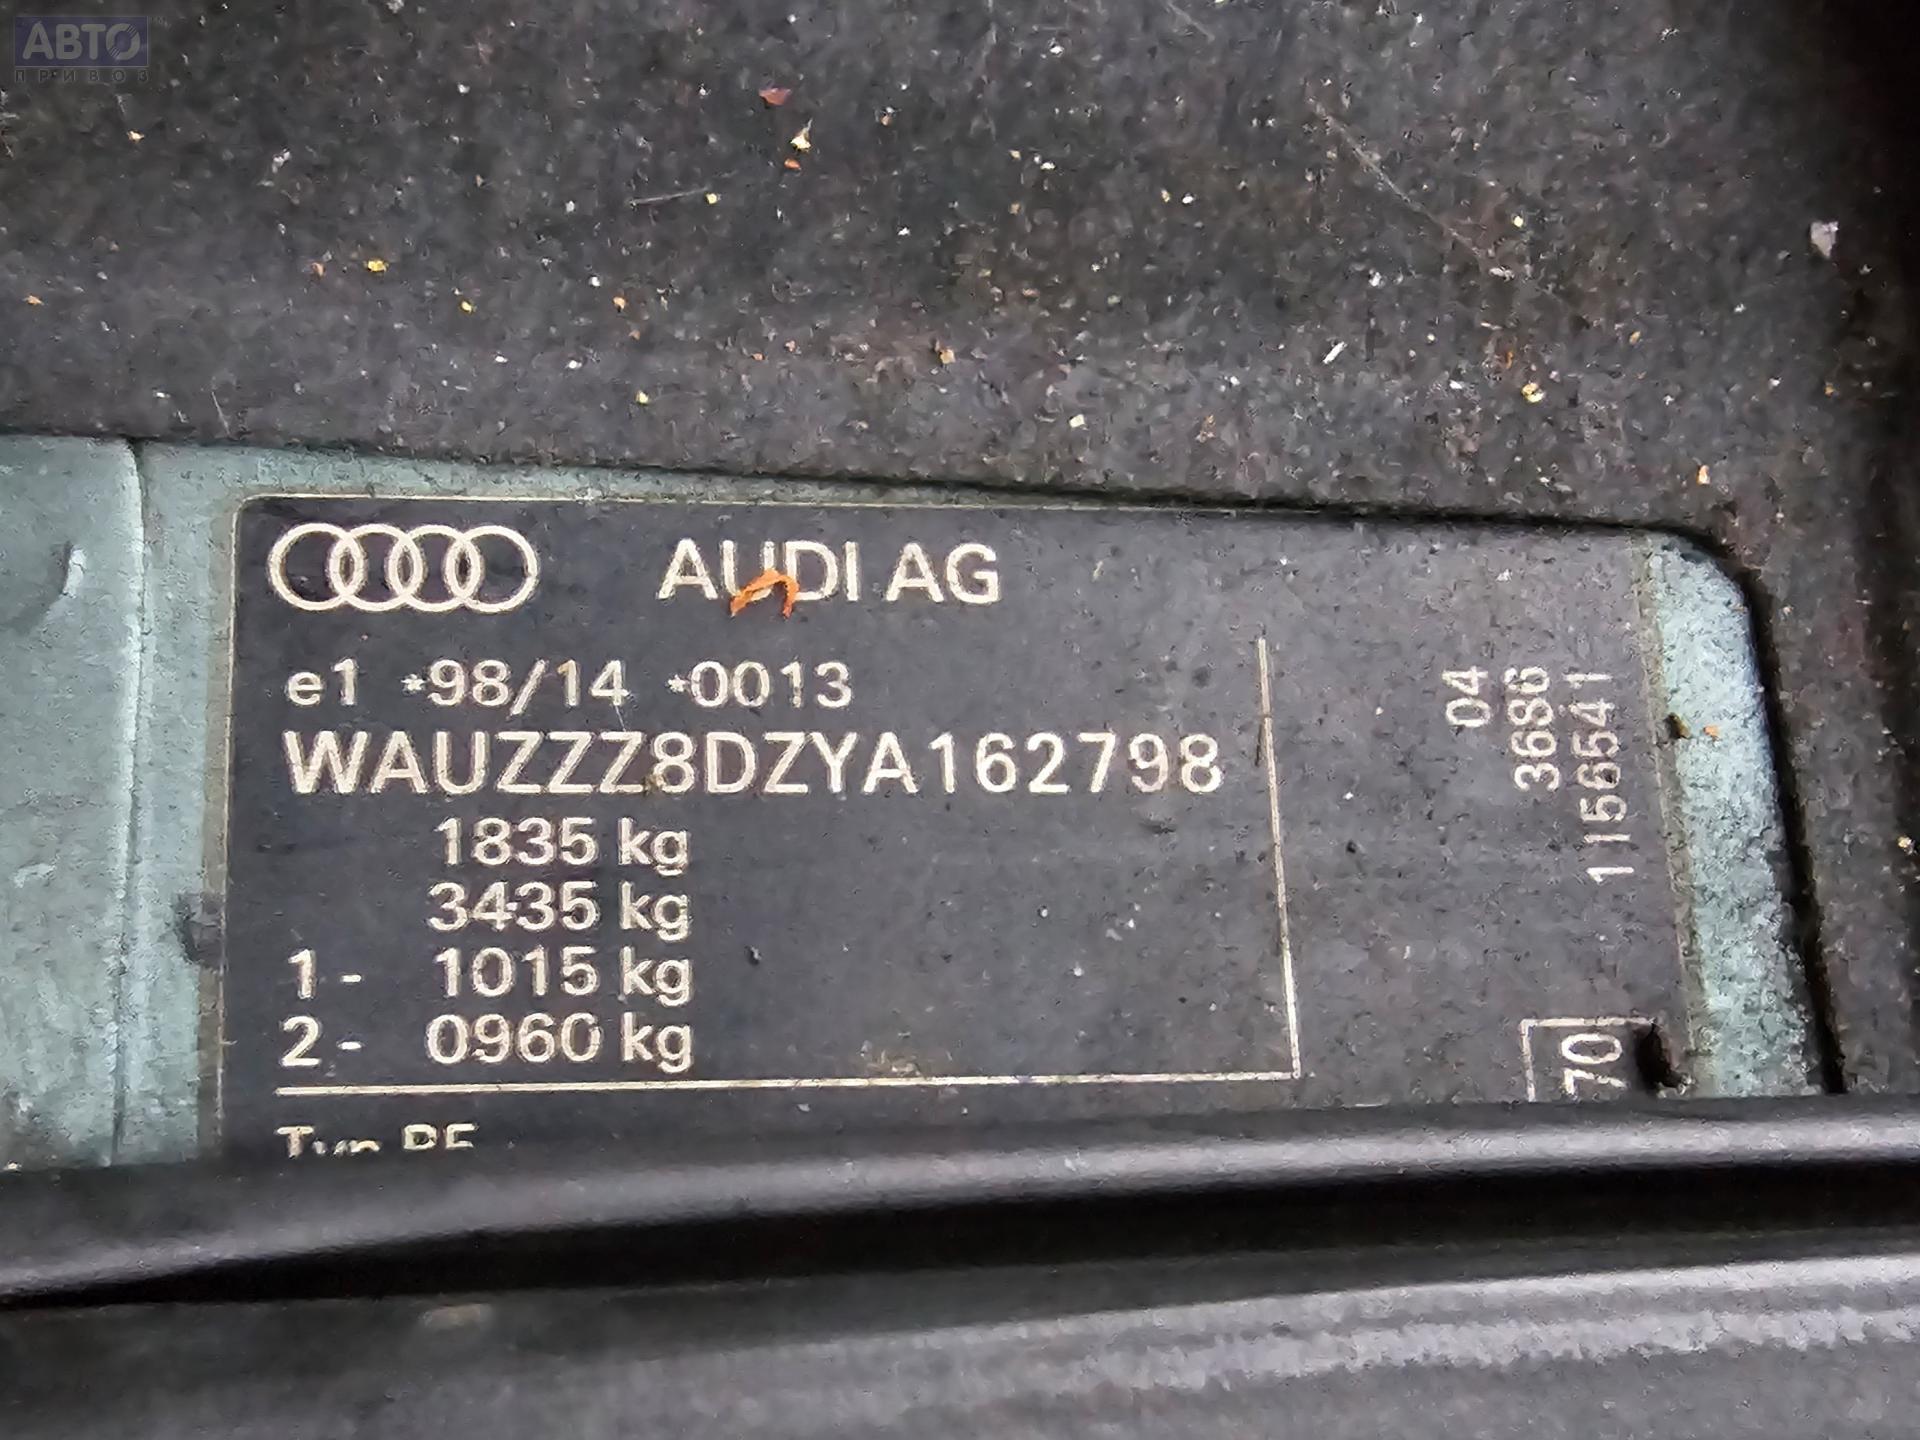 АВТО
ПРИВОЗ
AUDI AG
e1 *98/14 *0013
WAUZZZ8DZYA162798
1835 kg
3435 kg
1- 1015 kg
2- 0960 kg
Typ
04
3686
1156541
70